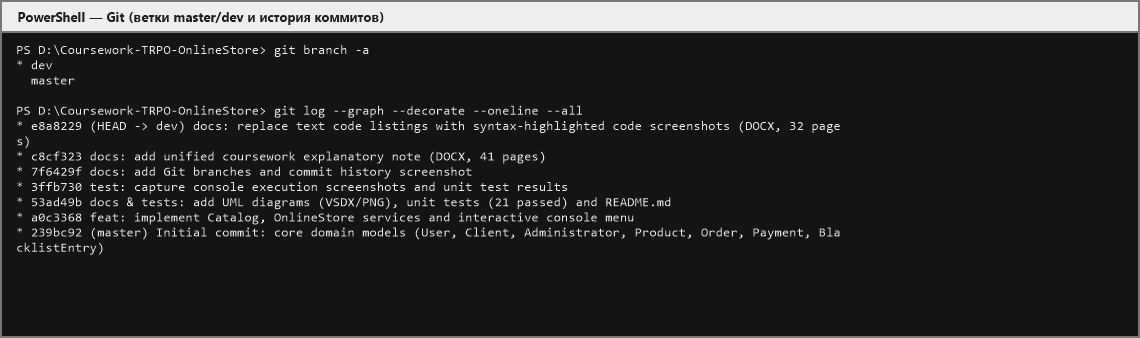 PowerShell — Git (ветки master/dev и история коммитов)
PS D:\Coursework-TRPO-OnlineStore> git branch -a
* dev
  master
PS D:\Coursework-TRPO-OnlineStore> git log --graph --decorate --oneline --all
* e8a8229 (HEAD -> dev) docs: replace text code listings with syntax-highlighted code screenshots (DOCX, 32 page
s)
* c8cf323 docs: add unified coursework explanatory note (DOCX, 41 pages)
* 7f6429f docs: add Git branches and commit history screenshot
* 3ffb730 test: capture console execution screenshots and unit test results
* 53ad49b docs & tests: add UML diagrams (VSDX/PNG), unit tests (21 passed) and README.md
* a0c3368 feat: implement Catalog, OnlineStore services and interactive console menu
* 239bc92 (master) Initial commit: core domain models (User, Client, Administrator, Product, Order, Payment, Bla
cklistEntry)